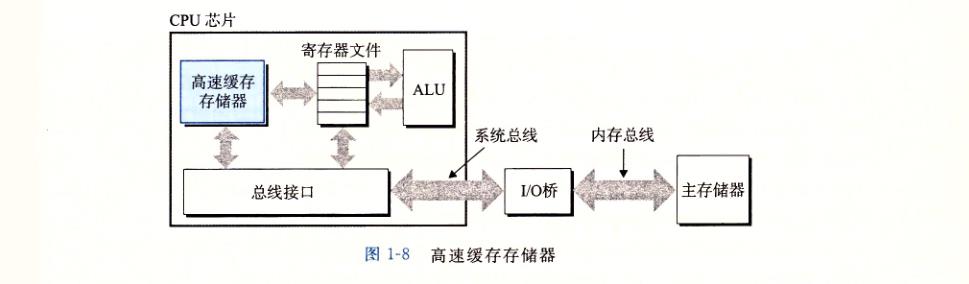 CPU 芯片
寄存器文件
高速缓存
存储器
ALU
系统总线
内存总线
总线接口
I/O桥
主存储器
图 1-8 高速缓存存储器